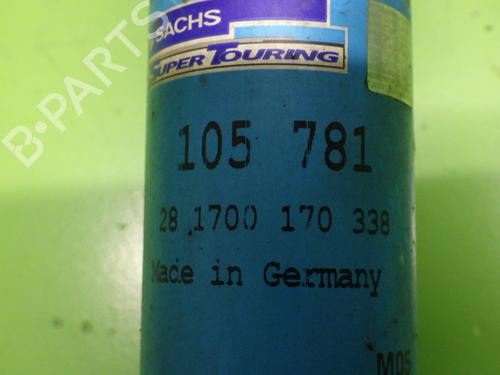 SACHS
SUPER TOURING
105 781
28 1700 170 338
Made in Germany
M05
B-PARTS